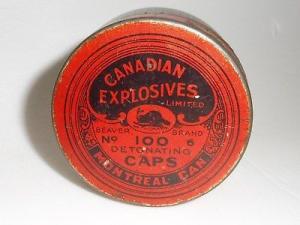 CANADIAN
EXPLOSIVES
LIMITED
BEAVER BRAND
No 100 6
DETONATING
CAPS
MONTREAL CAN